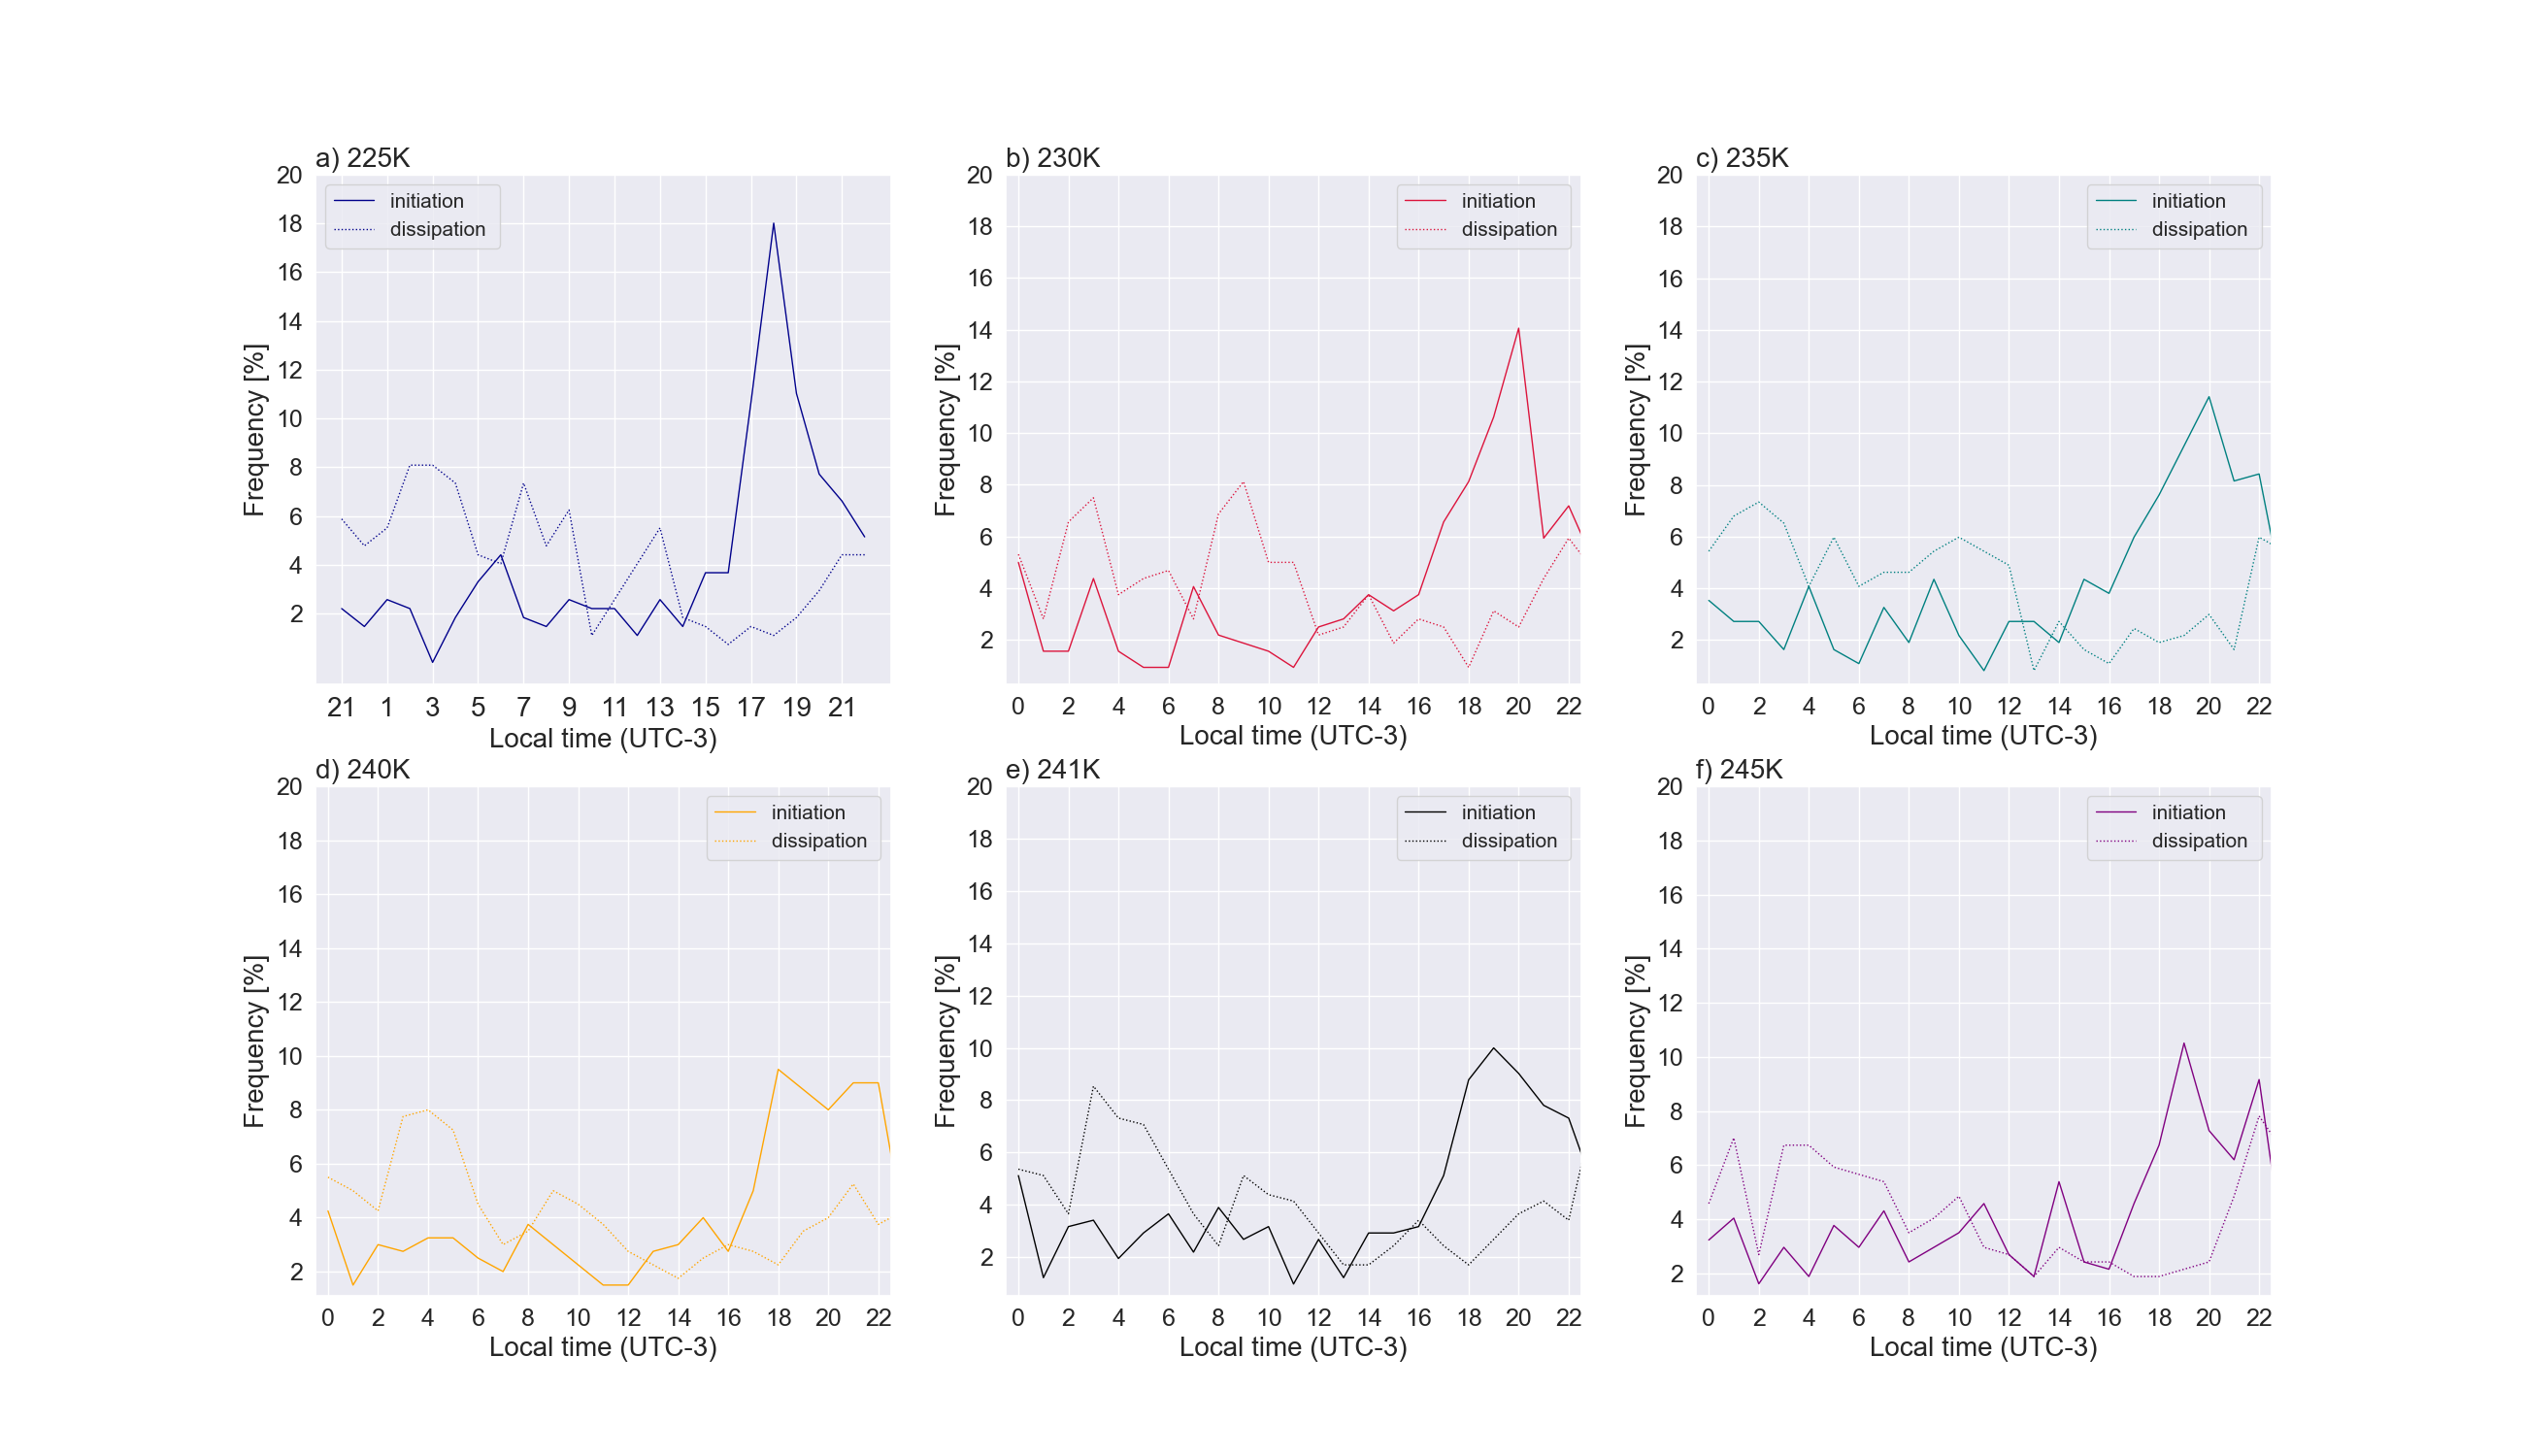 a) 225K
20
18
16
14
12
10
8
6
4
2
Frequency [%]
initiation
dissipation
21 1 3 5 7 9 11 13 15 17 19 21
Local time (UTC-3)
b) 230K
20
18
16
14
12
10
8
6
4
2
Frequency [%]
initiation
dissipation
0 2 4 6 8 10 12 14 16 18 20 22
Local time (UTC-3)
c) 235K
20
18
16
14
12
10
8
6
4
2
Frequency [%]
initiation
dissipation
0 2 4 6 8 10 12 14 16 18 20 22
Local time (UTC-3)
d) 240K
20
18
16
14
12
10
8
6
4
2
Frequency [%]
initiation
dissipation
0 2 4 6 8 10 12 14 16 18 20 22
Local time (UTC-3)
e) 241K
20
18
16
14
12
10
8
6
4
2
Frequency [%]
initiation
dissipation
0 2 4 6 8 10 12 14 16 18 20 22
Local time (UTC-3)
f) 245K
20
18
16
14
12
10
8
6
4
2
Frequency [%]
initiation
dissipation
0 2 4 6 8 10 12 14 16 18 20 22
Local time (UTC-3)